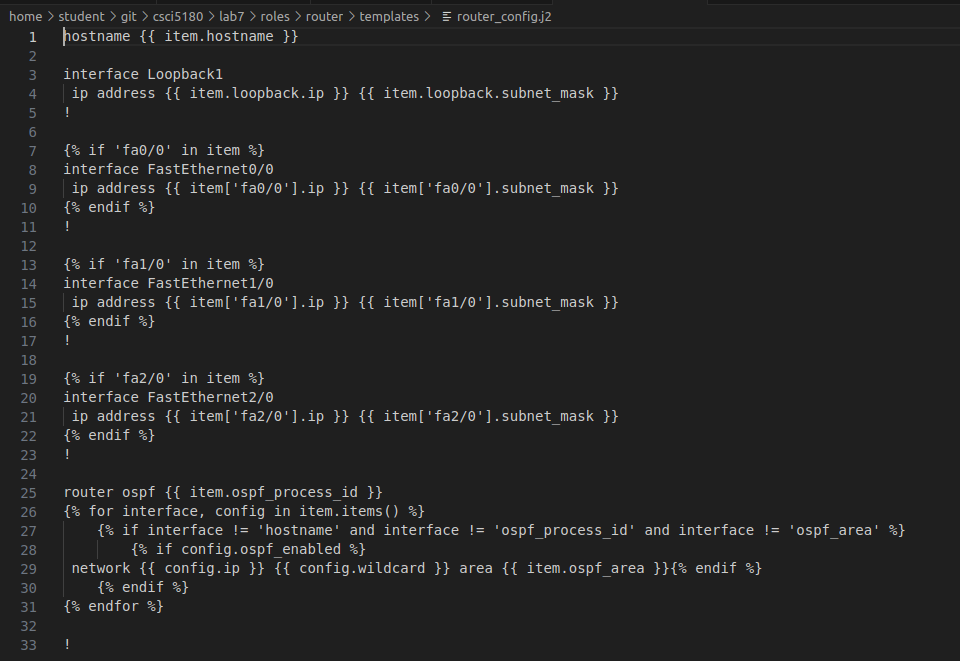 home > student > git > csci5180 > lab7 > roles > router > templates > router_config.j2
1 hostname {{ item.hostname }}
2
3 interface Loopback1
4  ip address {{ item.loopback.ip }} {{ item.loopback.subnet_mask }}
5 !
6
7 {% if 'fa0/0' in item %}
8 interface FastEthernet0/0
9  ip address {{ item['fa0/0'].ip }} {{ item['fa0/0'].subnet_mask }}
10 {% endif %}
11 !
12
13 {% if 'fa1/0' in item %}
14 interface FastEthernet1/0
15  ip address {{ item['fa1/0'].ip }} {{ item['fa1/0'].subnet_mask }}
16 {% endif %}
17 !
18
19 {% if 'fa2/0' in item %}
20 interface FastEthernet2/0
21  ip address {{ item['fa2/0'].ip }} {{ item['fa2/0'].subnet_mask }}
22 {% endif %}
23 !
24
25 router ospf {{ item.ospf_process_id }}
26 {% for interface, config in item.items() %}
27     {% if interface != 'hostname' and interface != 'ospf_process_id' and interface != 'ospf_area' %}
28         {% if config.ospf_enabled %}
29  network {{ config.ip }} {{ config.wildcard }} area {{ item.ospf_area }}{% endif %}
30     {% endif %}
31 {% endfor %}
32
33 !